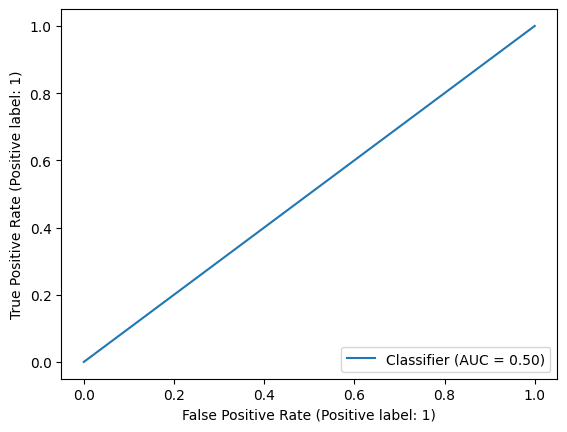 1.0
0.8
0.6
0.4
0.2
0.0
True Positive Rate (Positive label: 1)
Classifier (AUC = 0.50)
0.0 0.2 0.4 0.6 0.8 1.0
False Positive Rate (Positive label: 1)